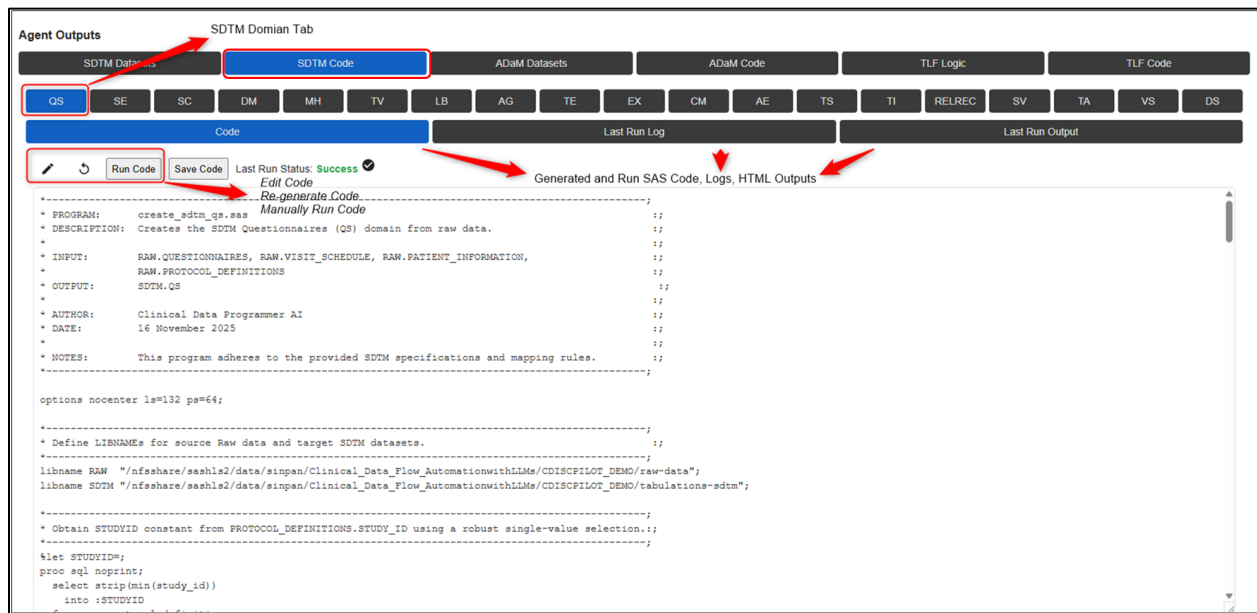 SDTM Domian Tab
Agent Outputs
SDTM Datasets SDTM Code ADaM Datasets ADaM Code TLF Logic TLF Code
QS SE SC DM MH TV LB AG TE EX CM AE TS TI RELREC SV TA VS DS
Code Last Run Log Last Run Output
Run Code Save Code Last Run Status: Success
Generated and Run SAS Code, Logs, HTML Outputs
Edit Code
Re-generate Code
Manually Run Code
*---------------------------------------------------------------------------------------------;
* PROGRAM: create_sdtm_qs.sas :;
* DESCRIPTION: Creates the SDTM Questionnaires (QS) domain from raw data. :;
* :;
* INPUT: RAW.QUESTIONNAIRES, RAW.VISIT_SCHEDULE, RAW.PATIENT_INFORMATION, :;
* RAW.PROTOCOL_DEFINITIONS :;
* OUTPUT: SDTM.QS :;
* :;
* AUTHOR: Clinical Data Programmer AI :;
* DATE: 16 November 2025 :;
* :;
* NOTES: This program adheres to the provided SDTM specifications and mapping rules. :;
*---------------------------------------------------------------------------------------------;
options nocenter ls=132 ps=64;
*---------------------------------------------------------------------------------------------;
* Define LIBNAMEs for source Raw data and target SDTM datasets. :;
*---------------------------------------------------------------------------------------------;
libname RAW "/nfsshare/sashls2/data/sinpan/Clinical_Data_Flow_AutomationwithLLMs/CDISCPILOT_DEMO/raw-data";
libname SDTM "/nfsshare/sashls2/data/sinpan/Clinical_Data_Flow_AutomationwithLLMs/CDISCPILOT_DEMO/tabulations-sdtm";
*---------------------------------------------------------------------------------------------;
* Obtain STUDYID constant from PROTOCOL_DEFINITIONS.STUDY_ID using a robust single-value selection.:;
*---------------------------------------------------------------------------------------------;
%let STUDYID=;
proc sql noprint;
select strip(min(study_id))
into :STUDYID